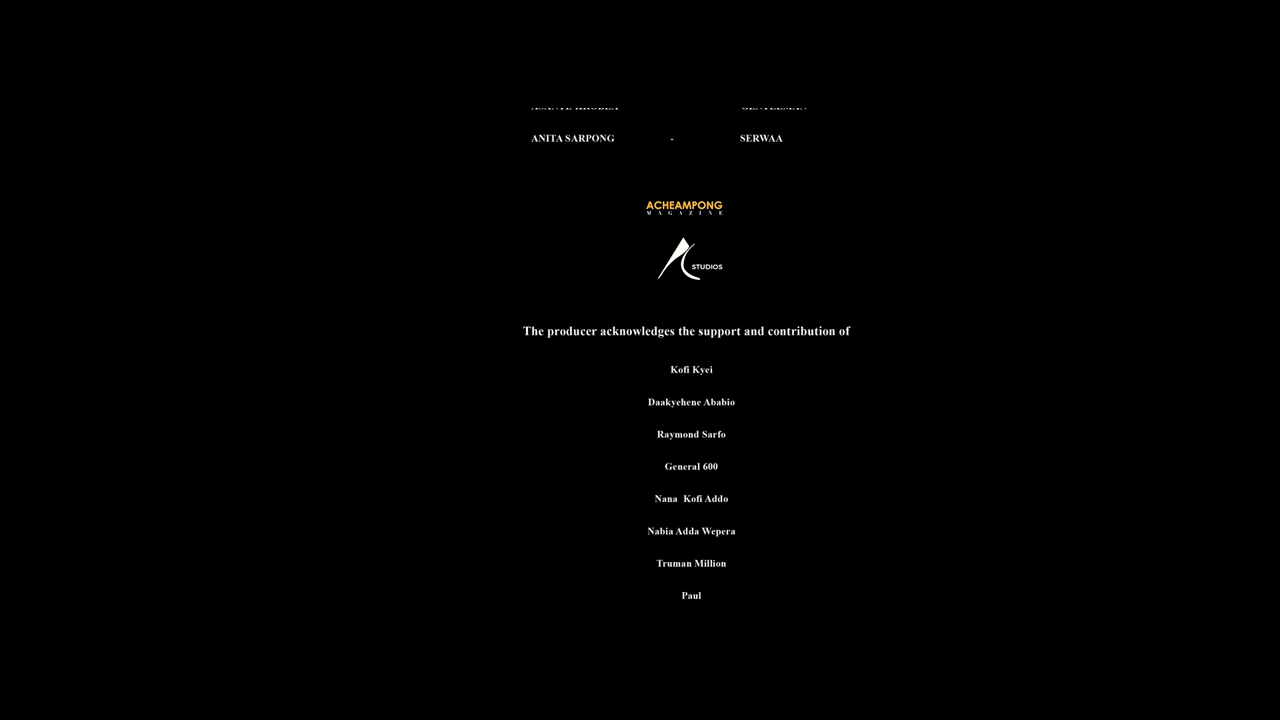 ANITA SARPONG - SERWAA
ACHEAMPONG
MAGAZINE
STUDIOS
The producer acknowledges the support and contribution of
Kofi Kyei
Daakyehene Ababio
Raymond Sarfo
General 600
Nana Kofi Addo
Nabia Adda Wepera
Truman Million
Paul